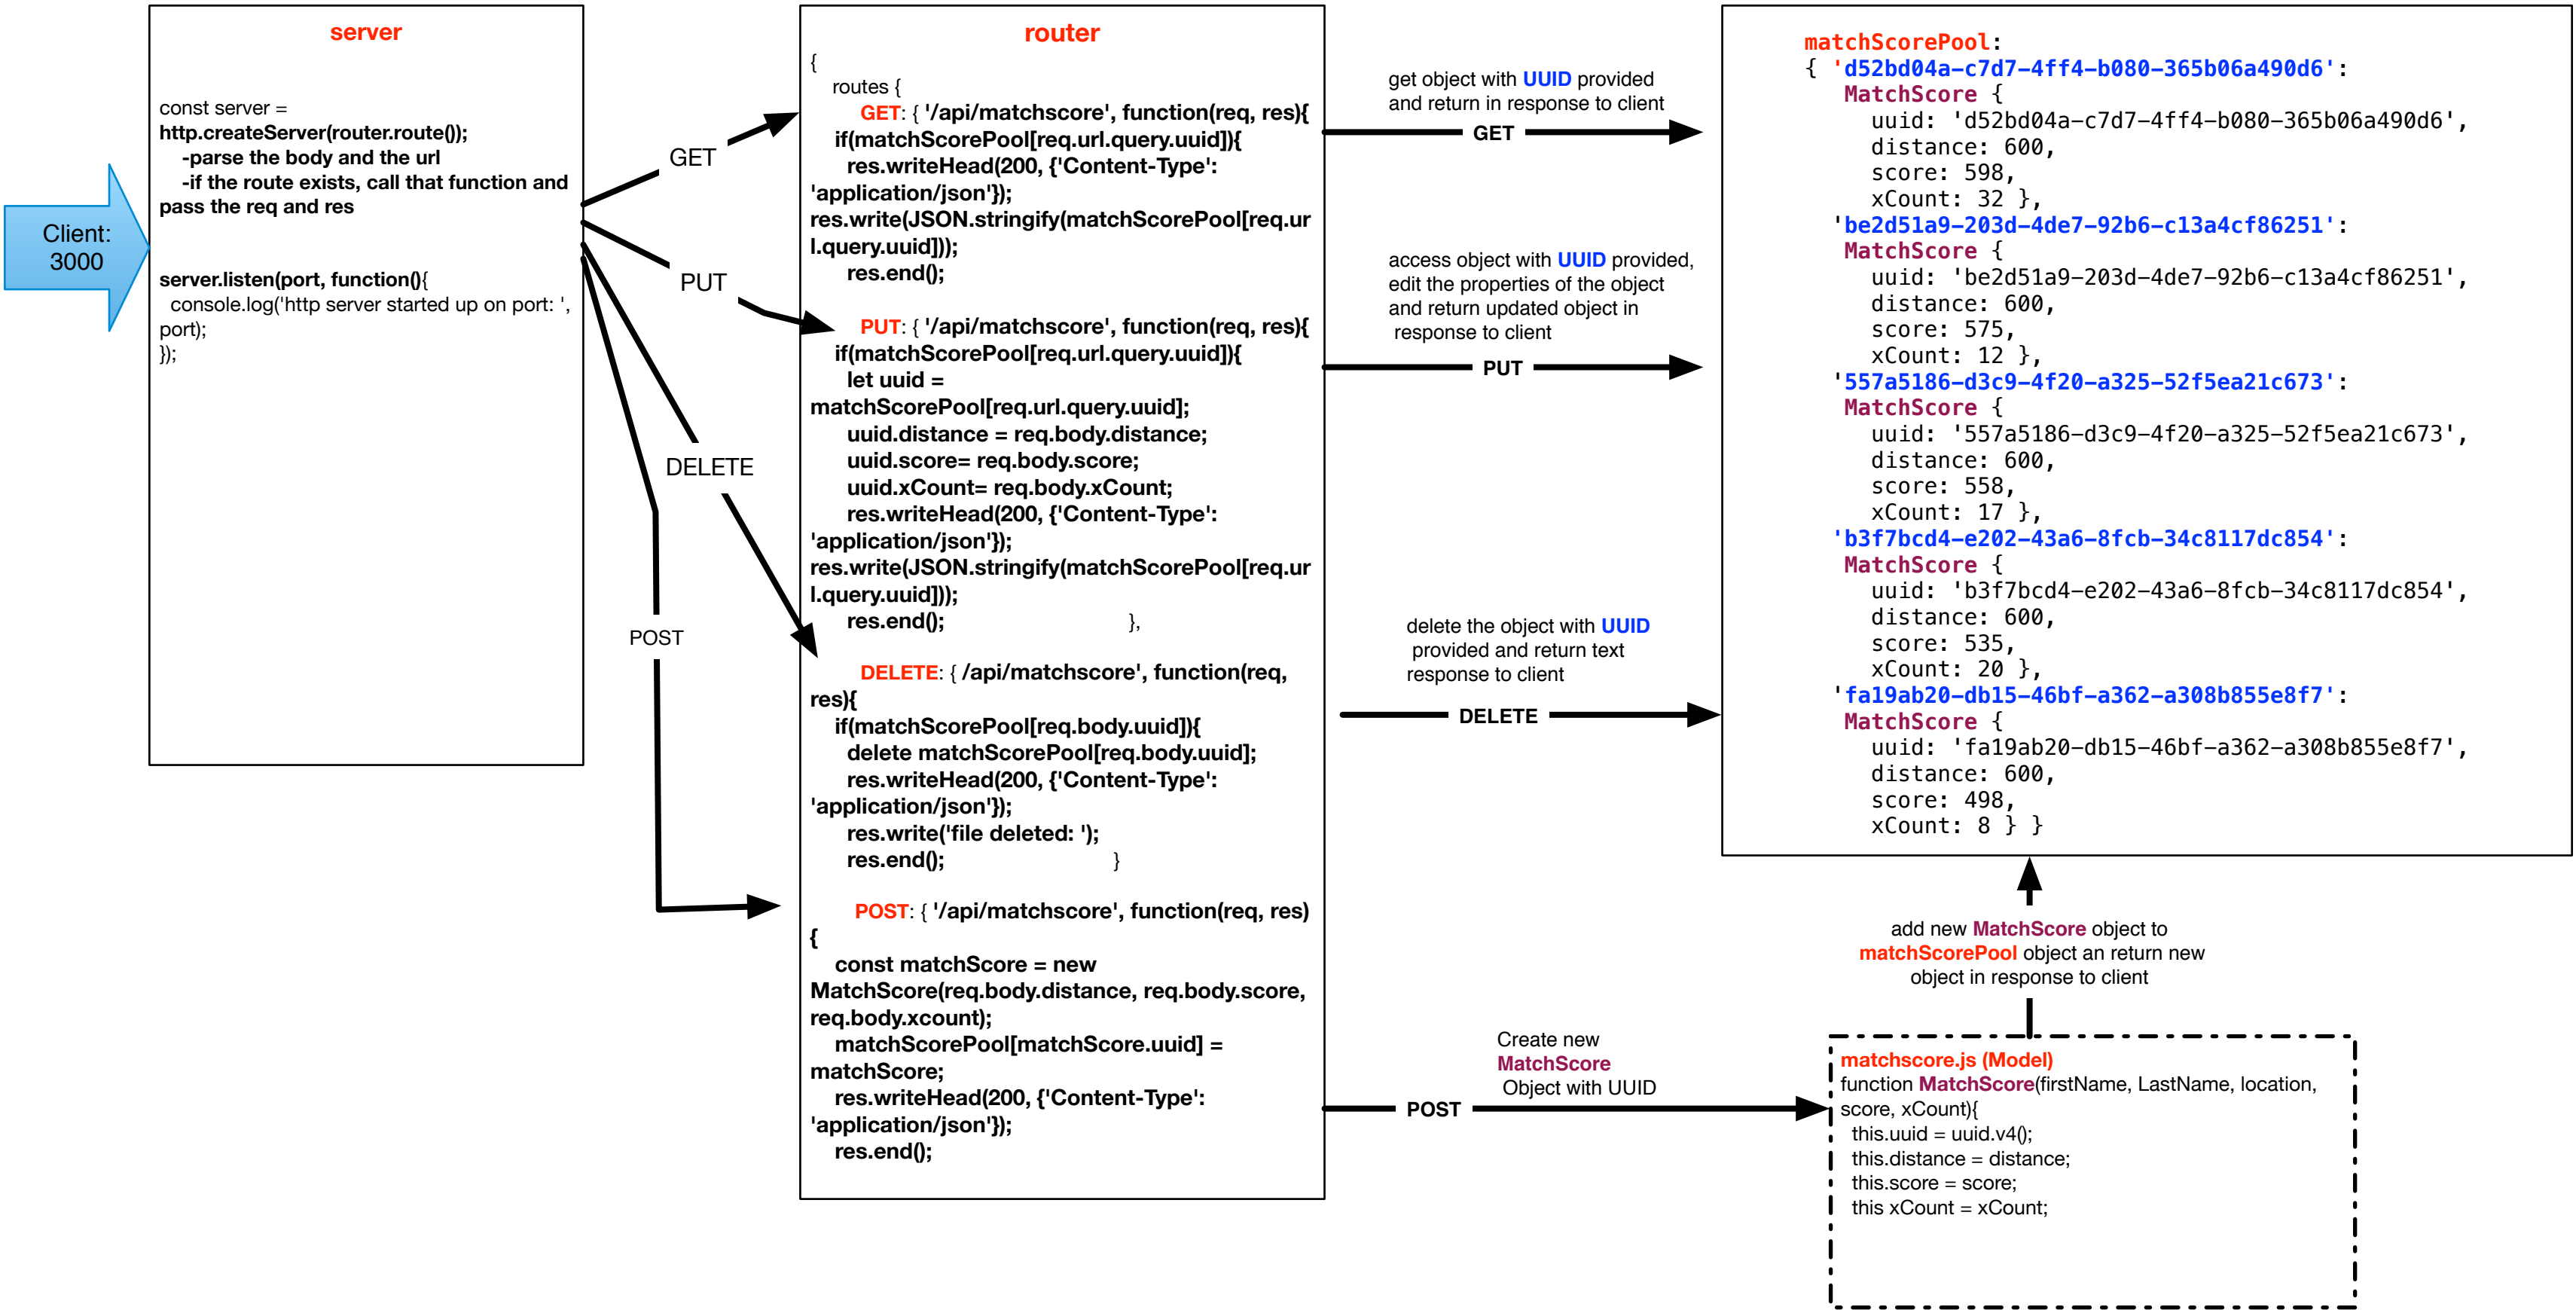 Client:
3000
server
const server =
http.createServer(router.route());
-parse the body and the url
-if the route exists, call that function and
pass the req and res
server.listen(port, function(){
console.log('http server started up on port: ',
port);
});
GET
PUT
DELETE
POST
router
{
routes {
GET: { '/api/matchscore', function(req, res){
if(matchScorePool[req.url.query.uuid]){
res.writeHead(200, {'Content-Type':
'application/json'});
res.write(JSON.stringify(matchScorePool[req.ur
l.query.uuid]));
res.end();
PUT: { '/api/matchscore', function(req, res){
if(matchScorePool[req.url.query.uuid]){
let uuid =
matchScorePool[req.url.query.uuid];
uuid.distance = req.body.distance;
uuid.score= req.body.score;
uuid.xCount= req.body.xCount;
res.writeHead(200, {'Content-Type':
'application/json'});
res.write(JSON.stringify(matchScorePool[req.ur
l.query.uuid]));
res.end(); },
DELETE: { /api/matchscore', function(req,
res){
if(matchScorePool[req.body.uuid]){
delete matchScorePool[req.body.uuid];
res.writeHead(200, {'Content-Type':
'application/json'});
res.write('file deleted: ');
res.end(); }
POST: { '/api/matchscore', function(req, res)
{
const matchScore = new
MatchScore(req.body.distance, req.body.score,
req.body.xcount);
matchScorePool[matchScore.uuid] =
matchScore;
res.writeHead(200, {'Content-Type':
'application/json'});
res.end();
get object with UUID provided
and return in response to client
GET
access object with UUID provided,
edit the properties of the object
and return updated object in
response to client
PUT
delete the object with UUID
provided and return text
response to client
DELETE
Create new
MatchScore
Object with UUID
POST
matchScorePool:
{ 'd52bd04a-c7d7-4ff4-b080-365b06a490d6':
MatchScore {
uuid: 'd52bd04a-c7d7-4ff4-b080-365b06a490d6',
distance: 600,
score: 598,
xCount: 32 },
'be2d51a9-203d-4de7-92b6-c13a4cf86251':
MatchScore {
uuid: 'be2d51a9-203d-4de7-92b6-c13a4cf86251',
distance: 600,
score: 575,
xCount: 12 },
'557a5186-d3c9-4f20-a325-52f5ea21c673':
MatchScore {
uuid: '557a5186-d3c9-4f20-a325-52f5ea21c673',
distance: 600,
score: 558,
xCount: 17 },
'b3f7bcd4-e202-43a6-8fcb-34c8117dc854':
MatchScore {
uuid: 'b3f7bcd4-e202-43a6-8fcb-34c8117dc854',
distance: 600,
score: 535,
xCount: 20 },
'fa19ab20-db15-46bf-a362-a308b855e8f7':
MatchScore {
uuid: 'fa19ab20-db15-46bf-a362-a308b855e8f7',
distance: 600,
score: 498,
xCount: 8 } }
add new MatchScore object to
matchScorePool object an return new
object in response to client
matchscore.js (Model)
function MatchScore(firstName, LastName, location,
score, xCount){
this.uuid = uuid.v4();
this.distance = distance;
this.score = score;
this xCount = xCount;